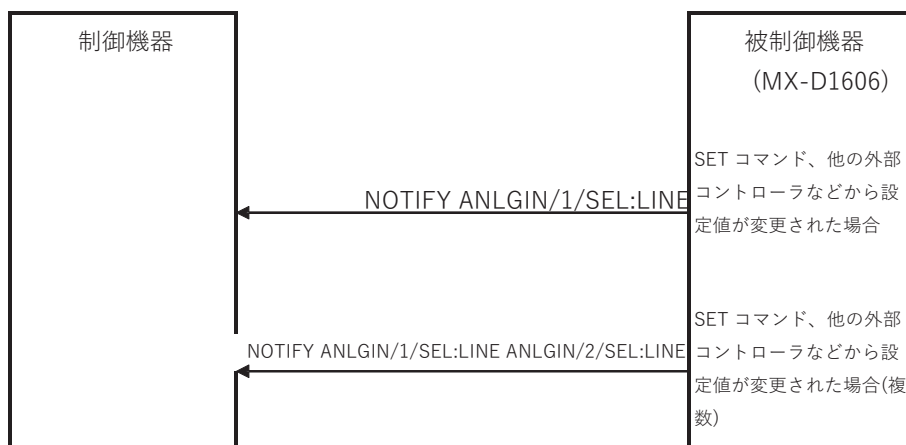 制御機器
被制御機器
(MX-D1606)
SET コマンド、他の外部
コントローラなどから設
定値が変更された場合
NOTIFY ANLGIN/1/SEL:LINE
SET コマンド、他の外部
コントローラなどから設
定値が変更された場合(複
数)
NOTIFY ANLGIN/1/SEL:LINE ANLGIN/2/SEL:LINE